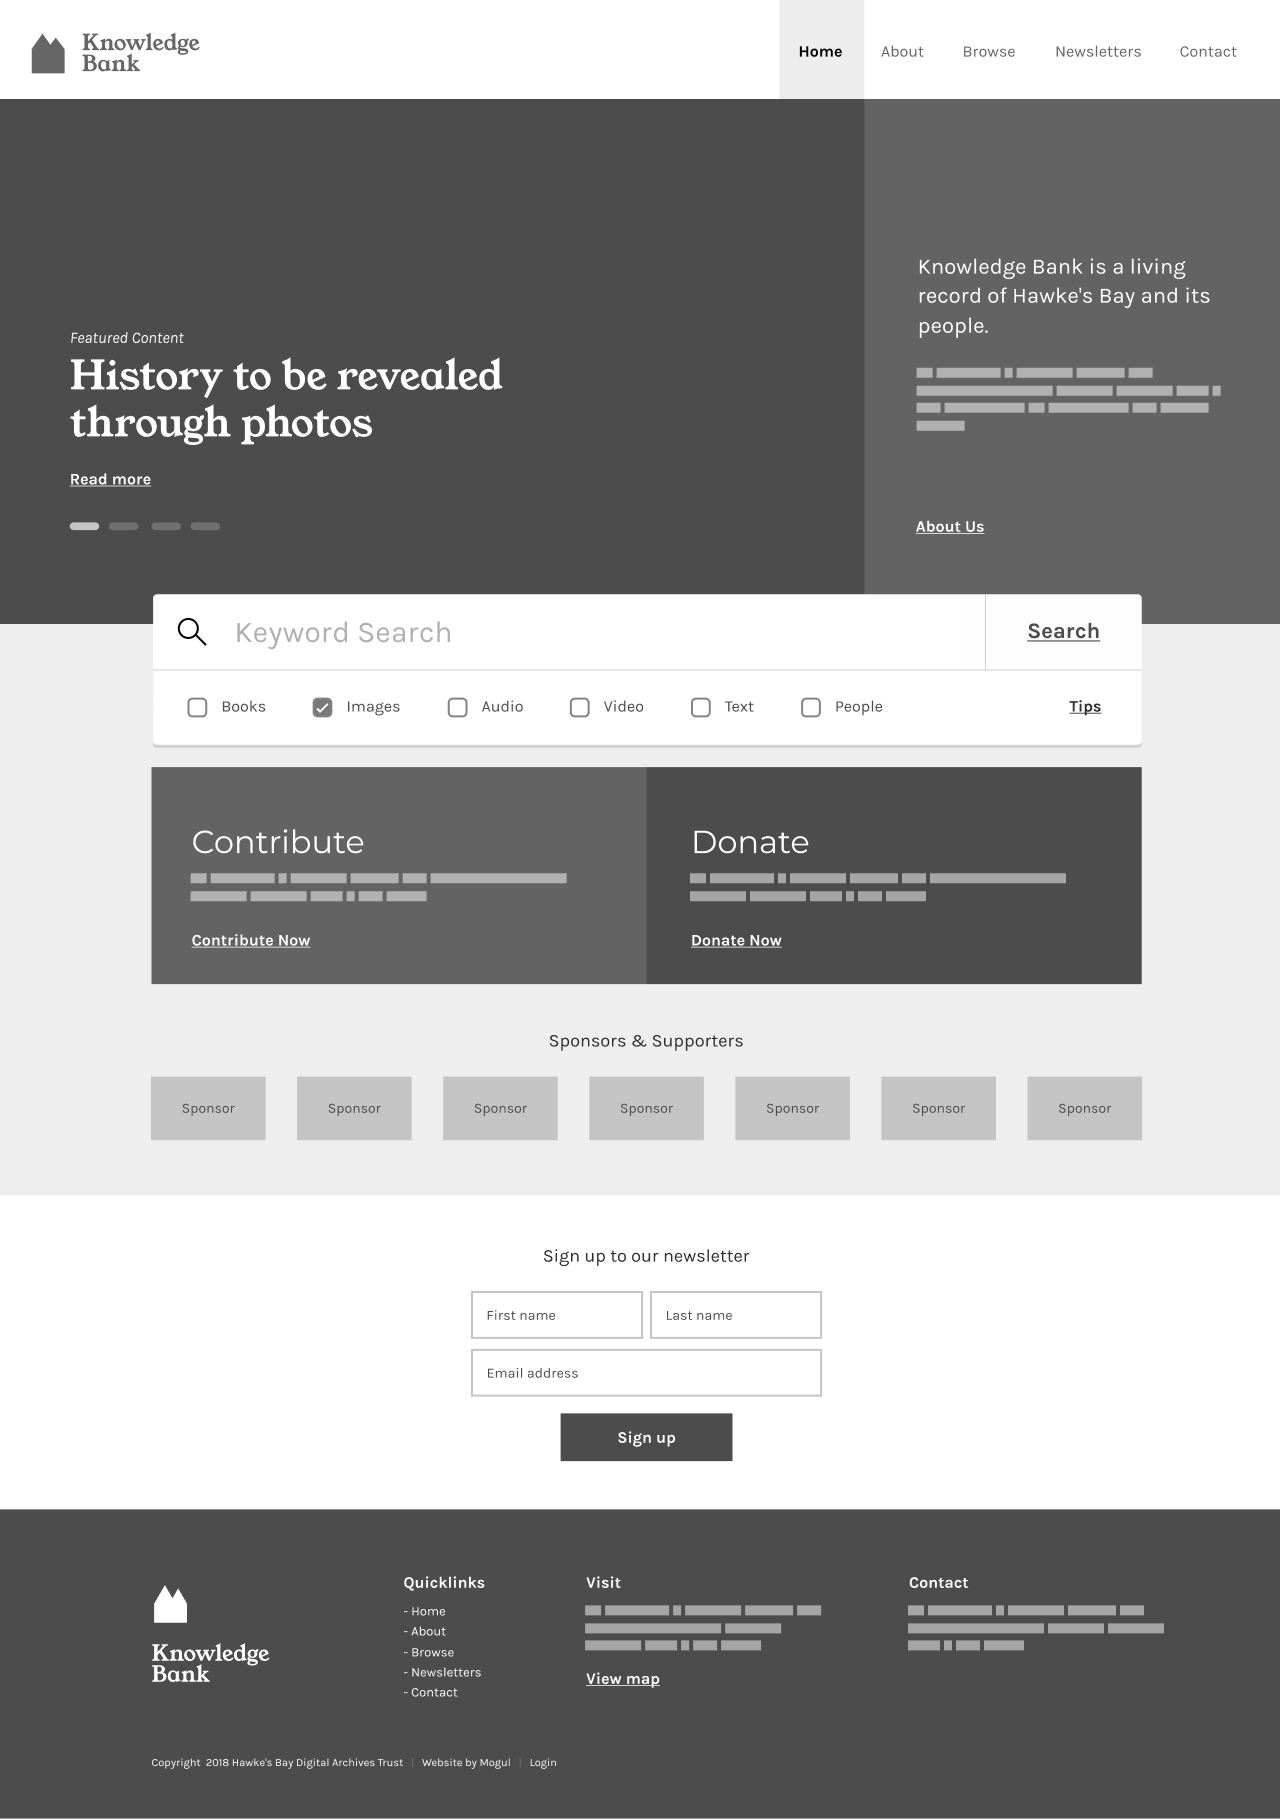 Knowledge
Bank
Home About Browse Newsletters Contact
Featured Content
History to be revealed
through photos
Read more
Knowledge Bank is a living
record of Hawke's Bay and its
people.
About Us
Keyword Search
Search
Books Images Audio Video Text People Tips
Contribute
Contribute Now
Donate
Donate Now
Sponsors & Supporters
Sponsor Sponsor Sponsor Sponsor Sponsor Sponsor Sponsor
Sign up to our newsletter
First name Last name
Email address
Sign up
Knowledge
Bank
Quicklinks
- Home
- About
- Browse
- Newsletters
- Contact
Visit
View map
Contact
Copyright 2018 Hawke's Bay Digital Archives Trust | Website by Mogul | Login